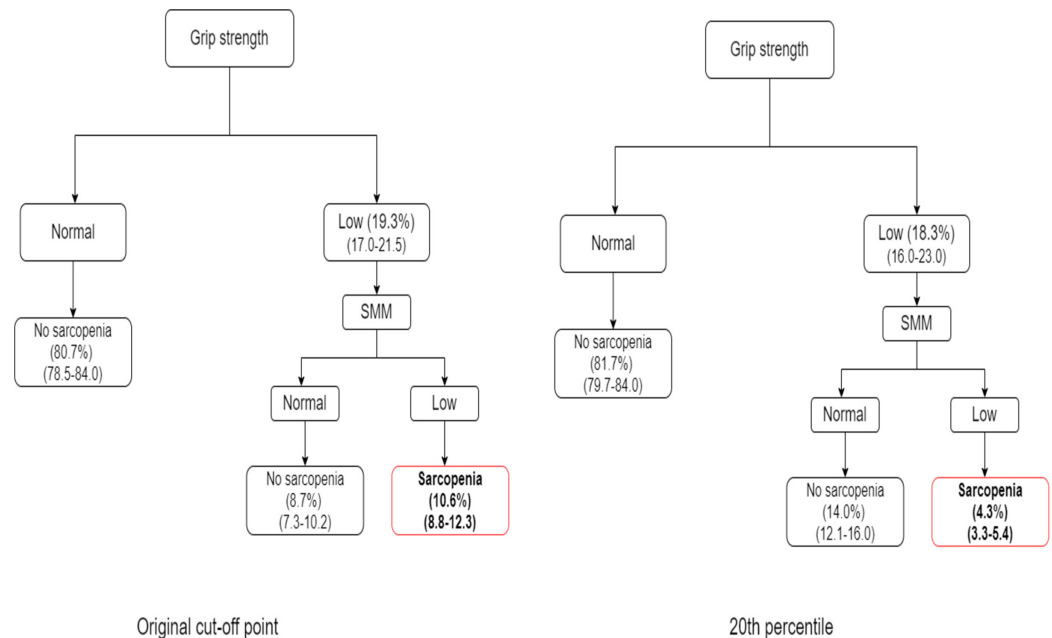 Grip strength
Normal
Low (19.3%)
(17.0-21.5)
SMM
No sarcopenia
(80.7%)
(78.5-84.0)
Normal
Low
No sarcopenia
(8.7%)
(7.3-10.2)
Sarcopenia
(10.6%)
(8.8-12.3)
Original cut-off point
Grip strength
Normal
Low (18.3%)
(16.0-23.0)
SMM
No sarcopenia
(81.7%)
(79.7-84.0)
Normal
Low
No sarcopenia
(14.0%)
(12.1-16.0)
Sarcopenia
(4.3%)
(3.3-5.4)
20th percentile